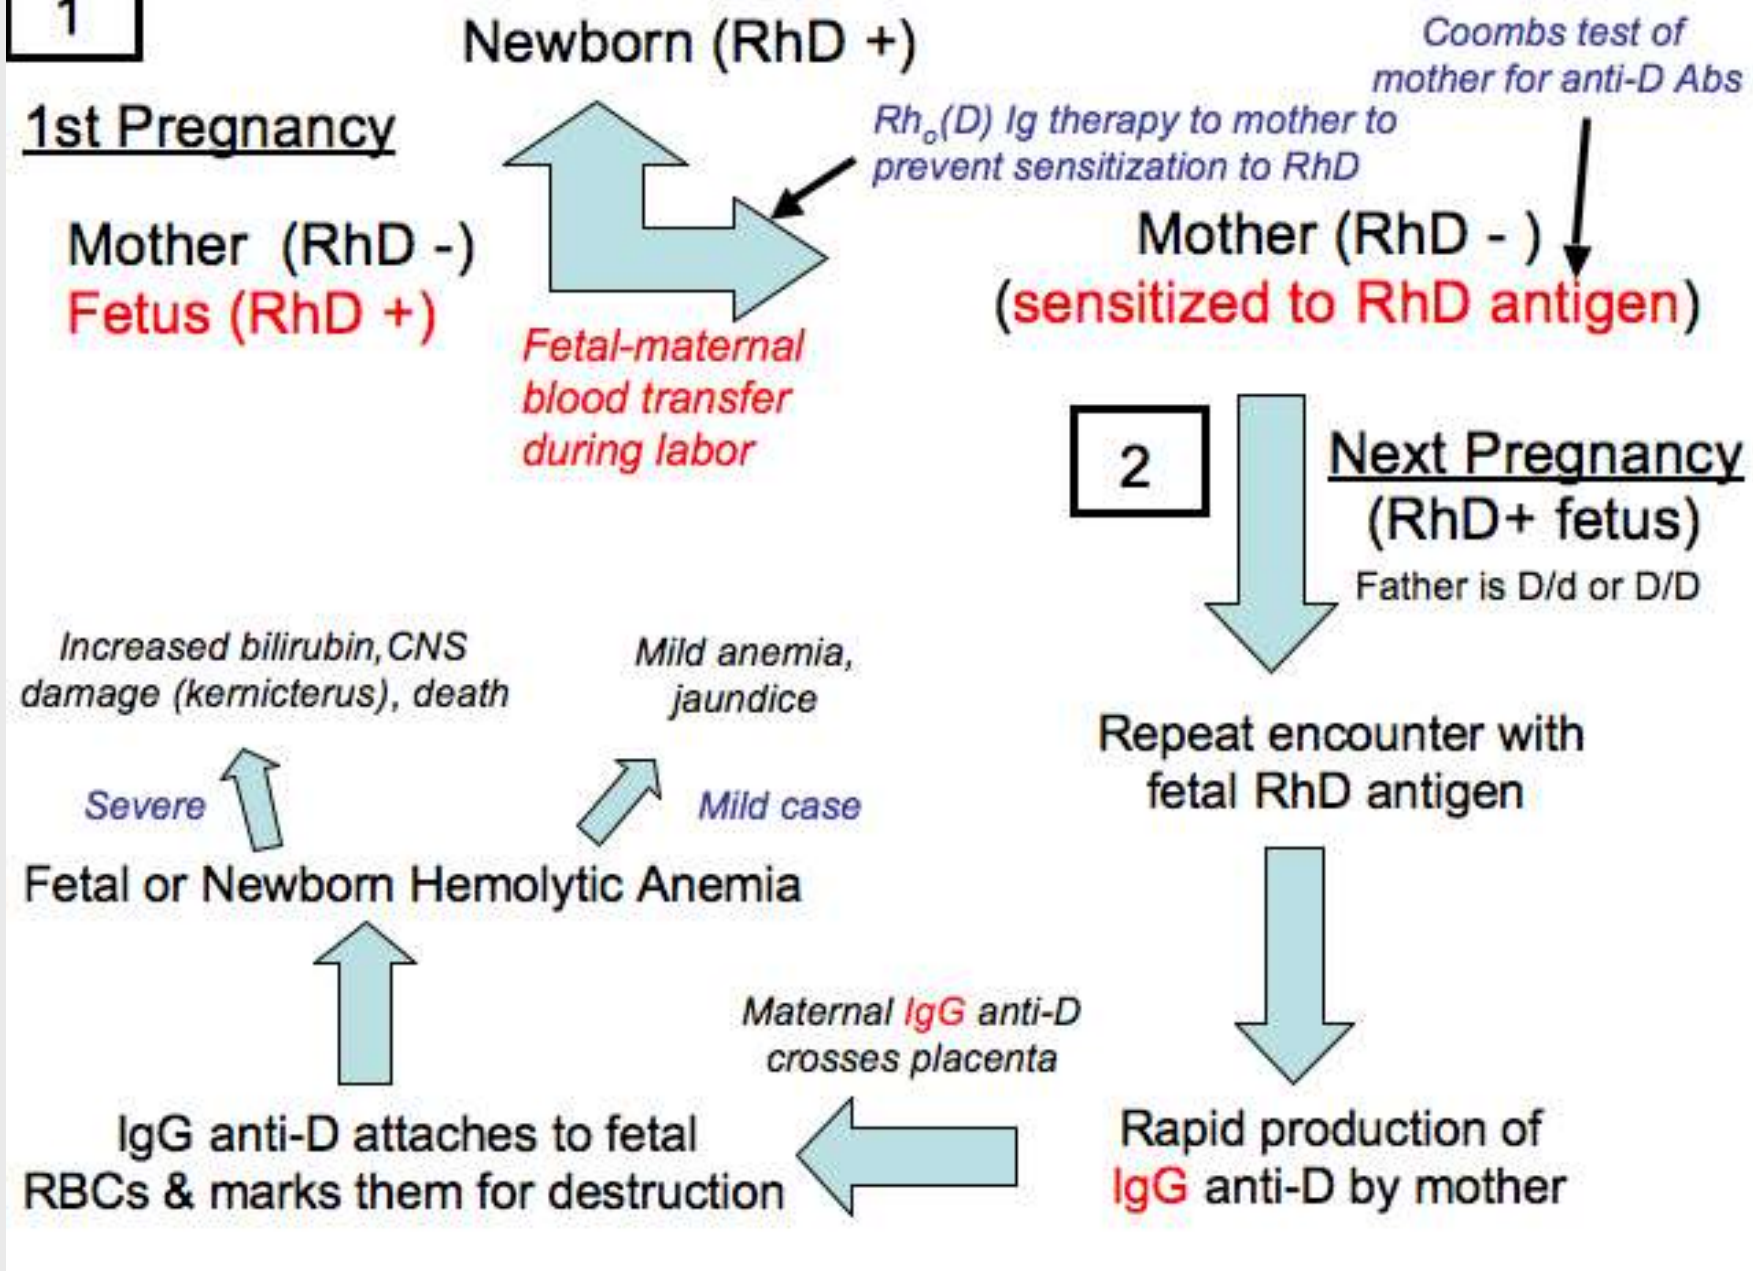 1
Newborn (RhD +)
Coombs test of
mother for anti-D Abs
1st Pregnancy
Rho(D) Ig therapy to mother to
prevent sensitization to RhD
Mother (RhD -)
Fetus (RhD +)
Fetal-maternal
blood transfer
during labor
Mother (RhD - )
(sensitized to RhD antigen)
2
Next Pregnancy
(RhD+ fetus)
Father is D/d or D/D
Repeat encounter with
fetal RhD antigen
Rapid production of
IgG anti-D by mother
Maternal IgG anti-D
crosses placenta
IgG anti-D attaches to fetal
RBCs & marks them for destruction
Fetal or Newborn Hemolytic Anemia
Severe
Increased bilirubin, CNS
damage (kernicterus), death
Mild case
Mild anemia,
jaundice